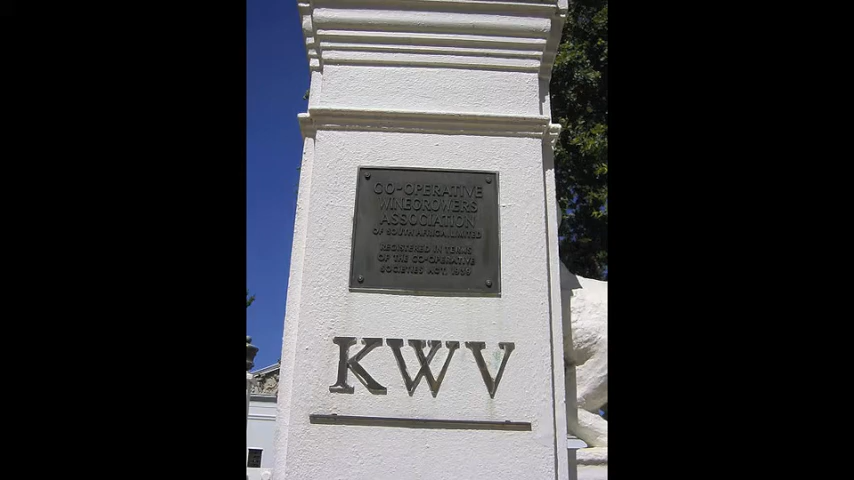 CO-OPERATIVE
WINEGROWERS
ASSOCIATION
OF SOUTH AFRICA LIMITED
REGISTERED IN TERMS
OF THE CO-OPERATIVE
SOCIETIES ACT, 1939
KWV